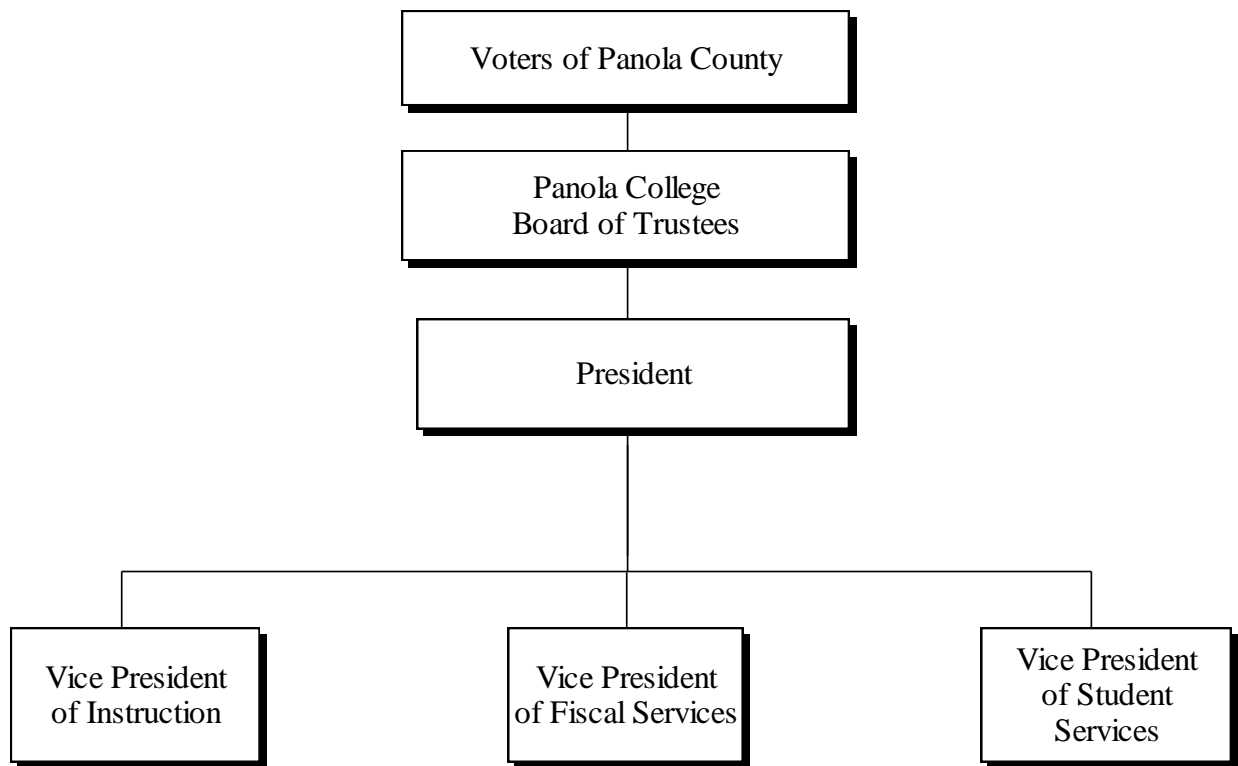 Voters of Panola County
Panola College
Board of Trustees
President
Vice President
of Instruction
Vice President
of Fiscal Services
Vice President
of Student
Services